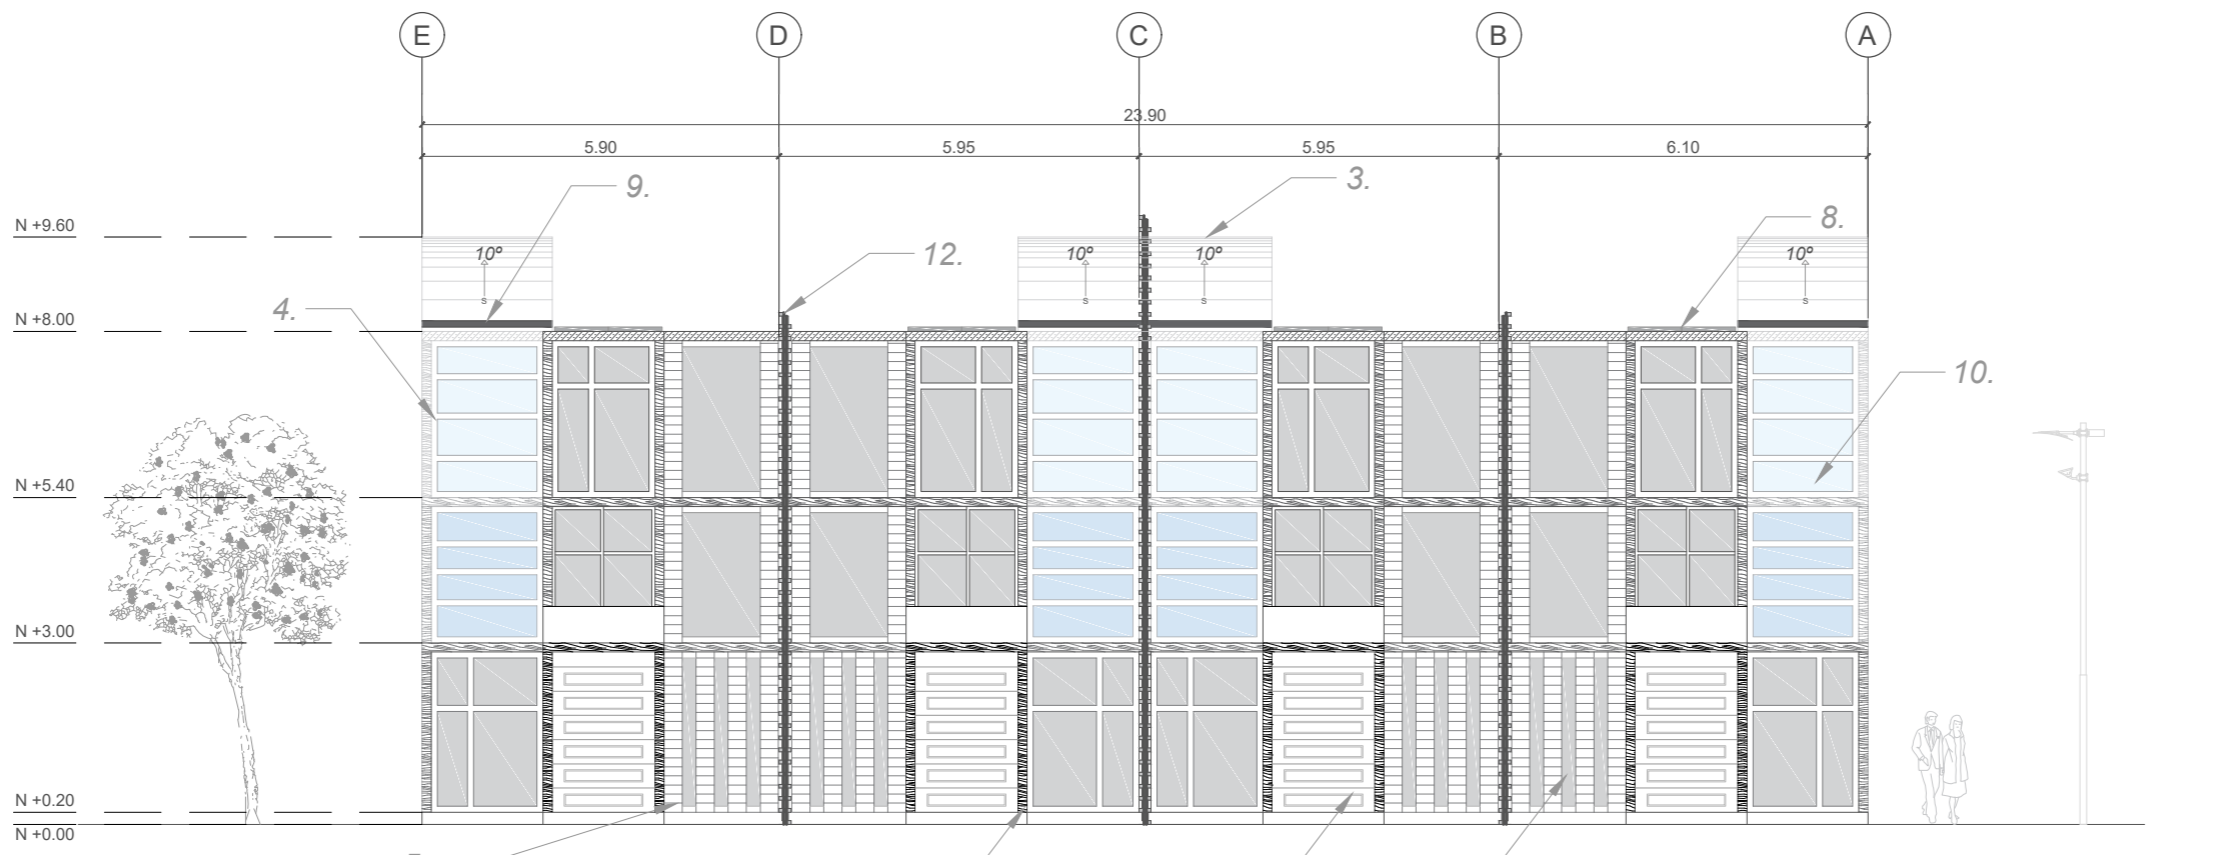 E D C B A
23.90
5.90 5.95 5.95 6.10
9. 3.
8.
N +9.60
12.
10º 10º 10º 10º
S S S S
4.
N +8.00
10.
N +5.40
N +3.00
N +0.20
N +0.00